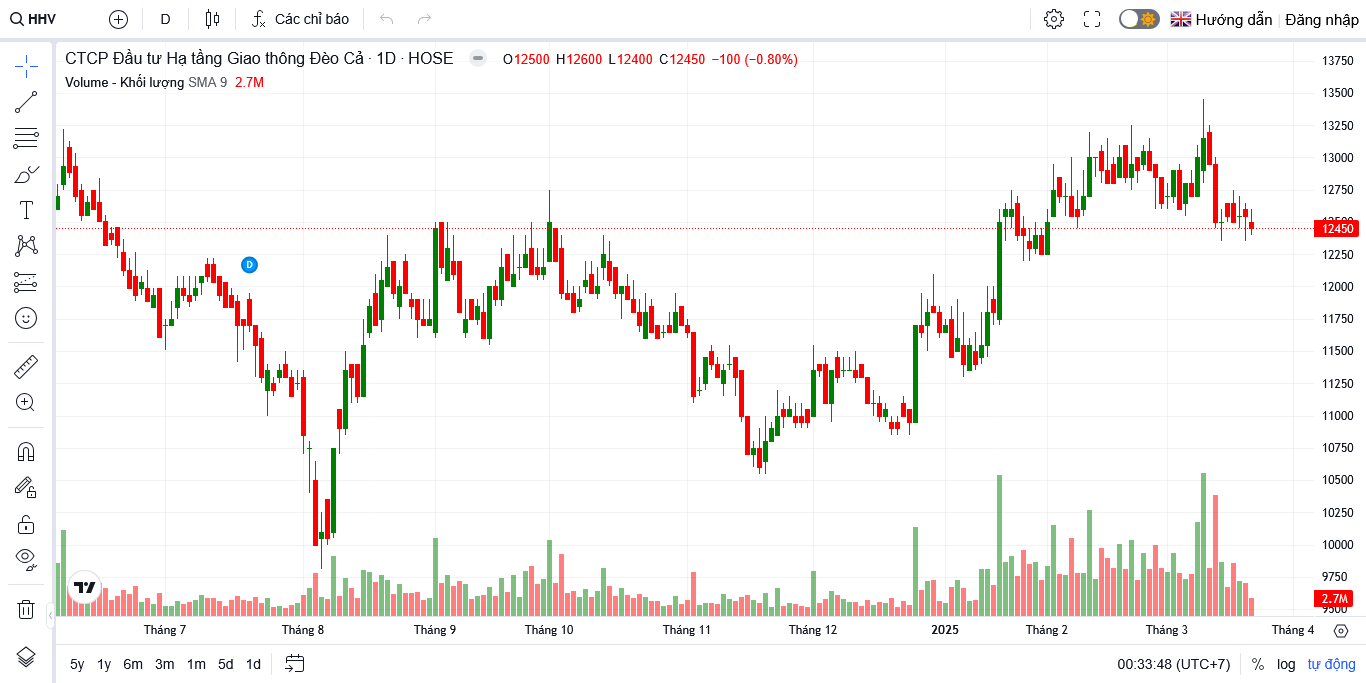 HHV D Các chỉ báo Hướng dẫn Đăng nhập
CTCP Đầu tư Hạ tầng Giao thông Đèo Cả · 1D · HOSE O12500 H12600 L12400 C12450 −100 (−0.80%)
Volume - Khối lượng SMA 9 2.7M
13750
13500
13250
13000
12750
12500
12450
12250
D
12000
11750
11500
11250
11000
10750
10500
10250
10000
9750
2.7M
9500
Tháng 7 Tháng 8 Tháng 9 Tháng 10 Tháng 11 Tháng 12 2025 Tháng 2 Tháng 3 Tháng 4
5y 1y 6m 3m 1m 5d 1d 00:33:48 (UTC+7) % log tự động